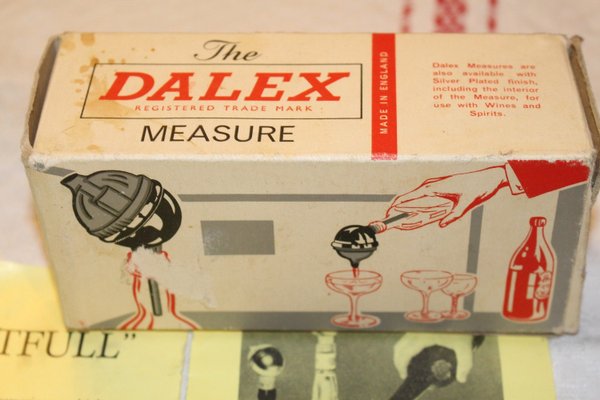 The
DALEX
REGISTERED TRADE MARK
MEASURE
MADE IN ENGLAND
Dalex Measures are
also available with
Silver Plated finish,
including the interior
of the Measure, for
use with Wines and
Spirits.
TFULL"